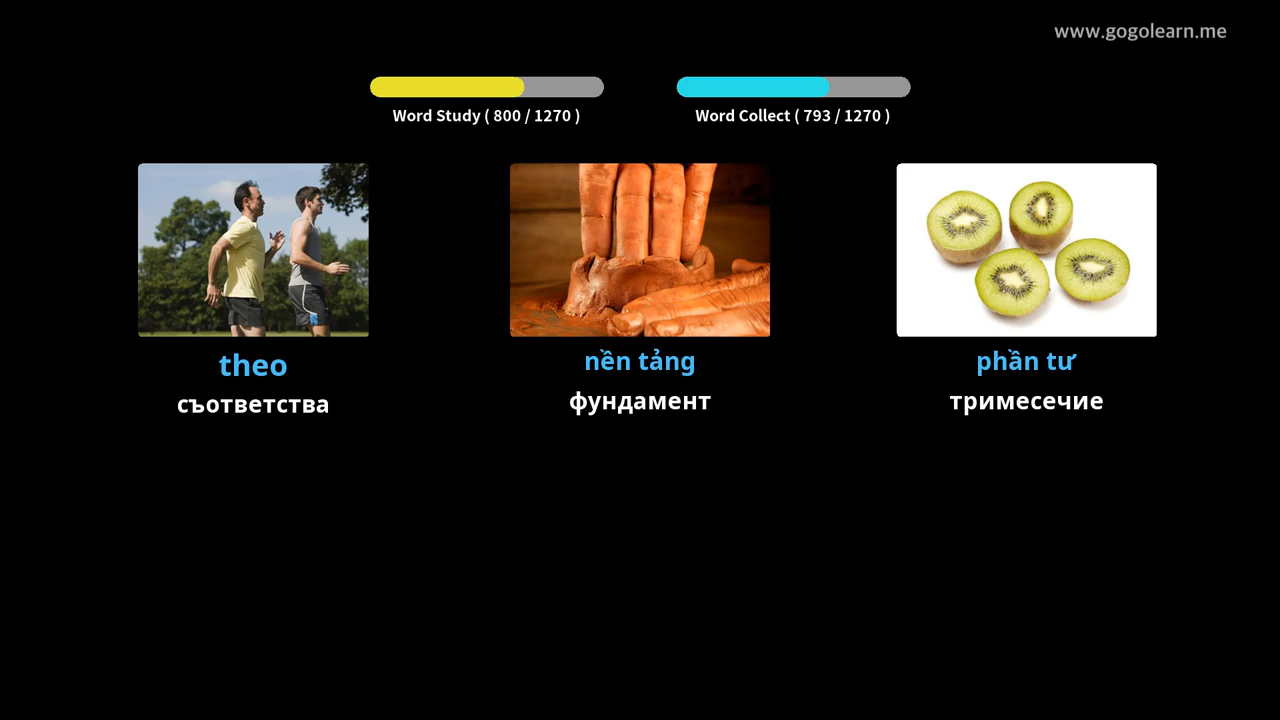 www.gogolearn.me
Word Study ( 800 / 1270 )
Word Collect ( 793 / 1270 )
theo
съответства
nền tảng
фундамент
phần tư
тримесечие